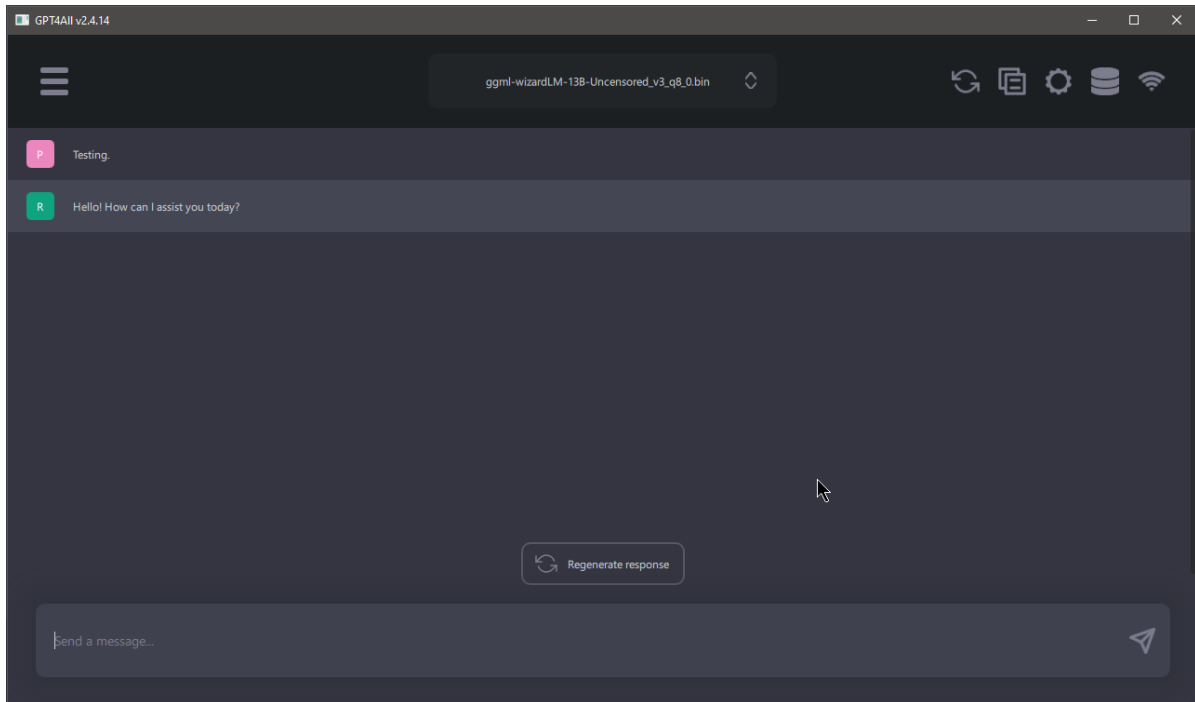 GPT4All v2.4.14
ggml-wizardLM-13B-Uncensored_v3_q8_0.bin
P
Testing.
R
Hello! How can I assist you today?
Regenerate response
Send a message...